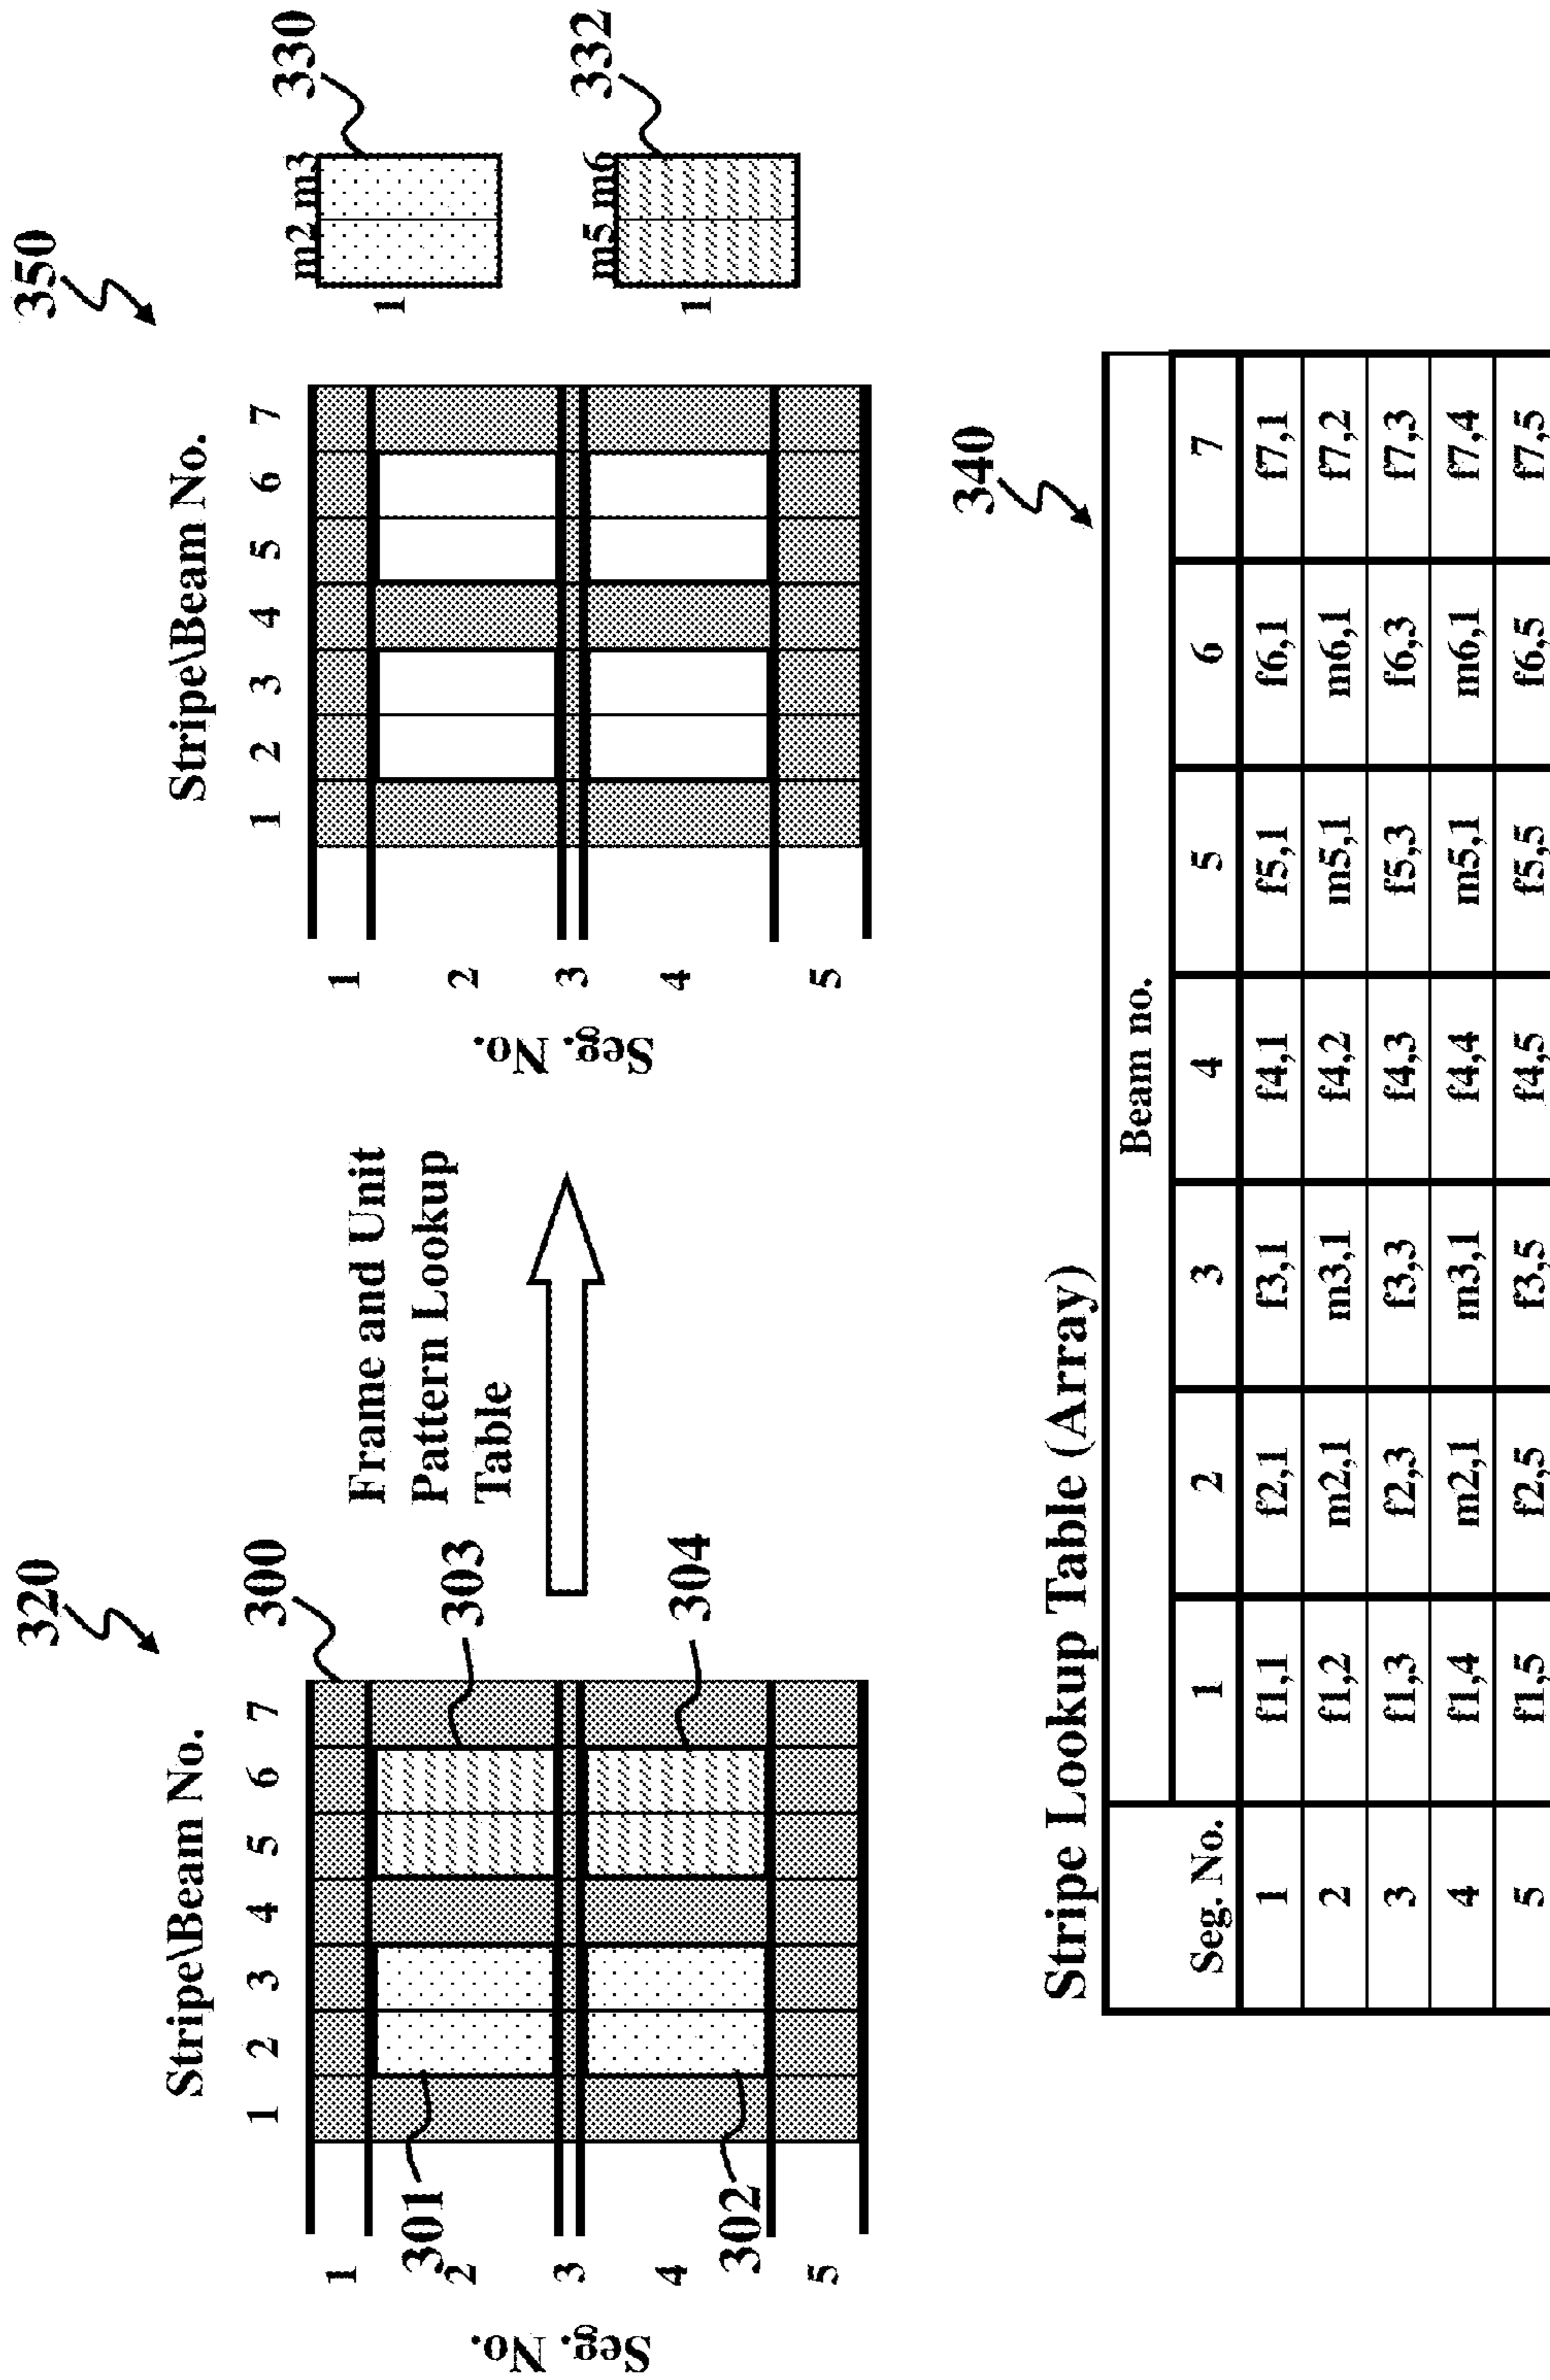 320
350
Stripe\Beam No.
1 2 3 4 5 6 7
300
Seg. No.
1
2
3
4
5
301
302
303
304
Frame and Unit
Pattern Lookup
Table
Stripe\Beam No.
1 2 3 4 5 6 7
Seg. No.
1
2
3
4
5
m2 m3
1
330
m5 m6
1
332
340
Stripe Lookup Table (Array)
Seg. No. Beam no.
1 2 3 4 5 6 7
1 f1,1 f2,1 f3,1 f4,1 f5,1 f6,1 f7,1
2 f1,2 m2,1 m3,1 f4,2 m5,1 m6,1 f7,2
3 f1,3 f2,3 f3,3 f4,3 f5,3 f6,3 f7,3
4 f1,4 m2,1 m3,1 f4,4 m5,1 m6,1 f7,4
5 f1,5 f2,5 f3,5 f4,5 f5,5 f6,5 f7,5